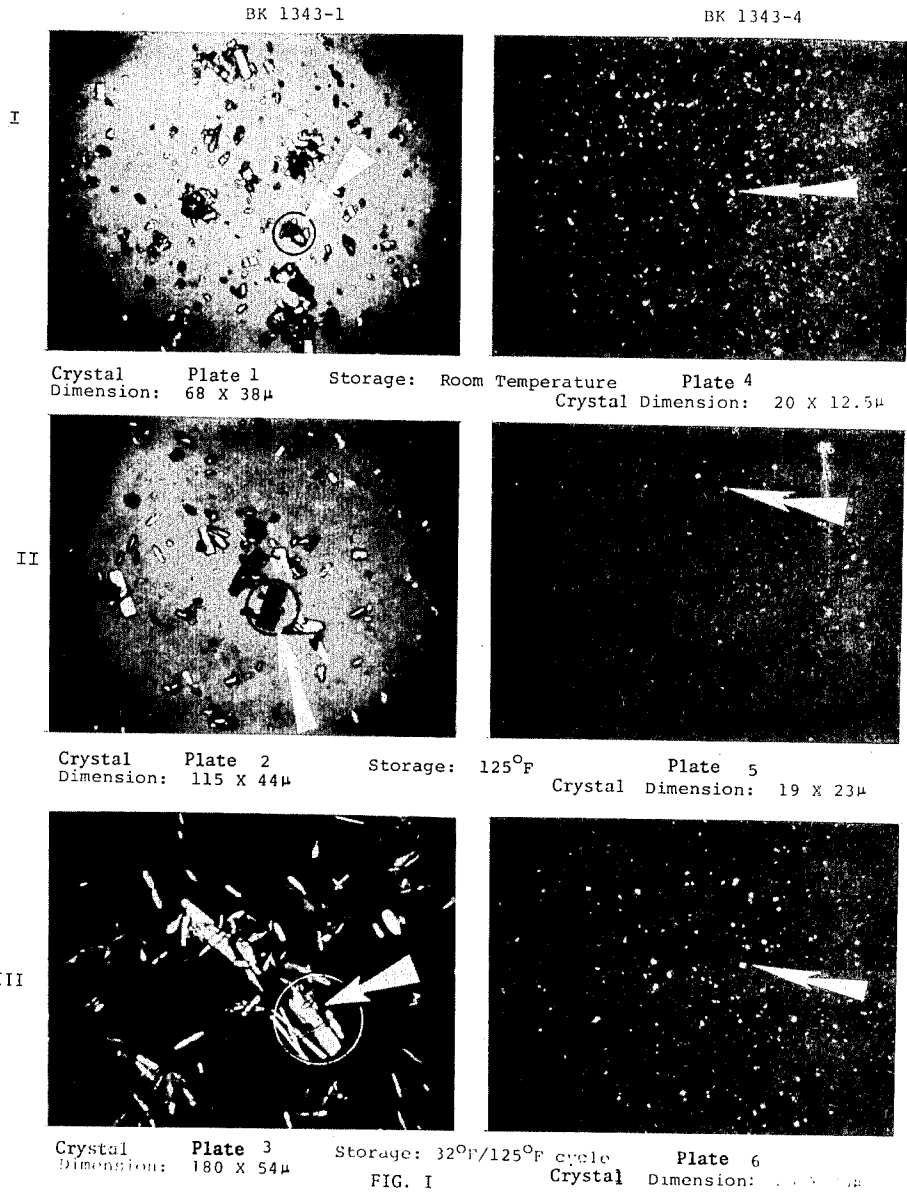 BK 1343-1 BK 1343-4
I
Crystal Plate 1 Storage: Room Temperature Plate 4
Dimension: 68 X 38μ Crystal Dimension: 20 X 12.5μ
II
Crystal Plate 2 Storage: 125°F Plate 5
Dimension: 115 X 44μ Crystal Dimension: 19 X 23μ
III
Crystal Plate 3 Storage: 32°F/125°F cycle Plate 6
Dimension: 180 X 54μ Crystal Dimension:
FIG. I